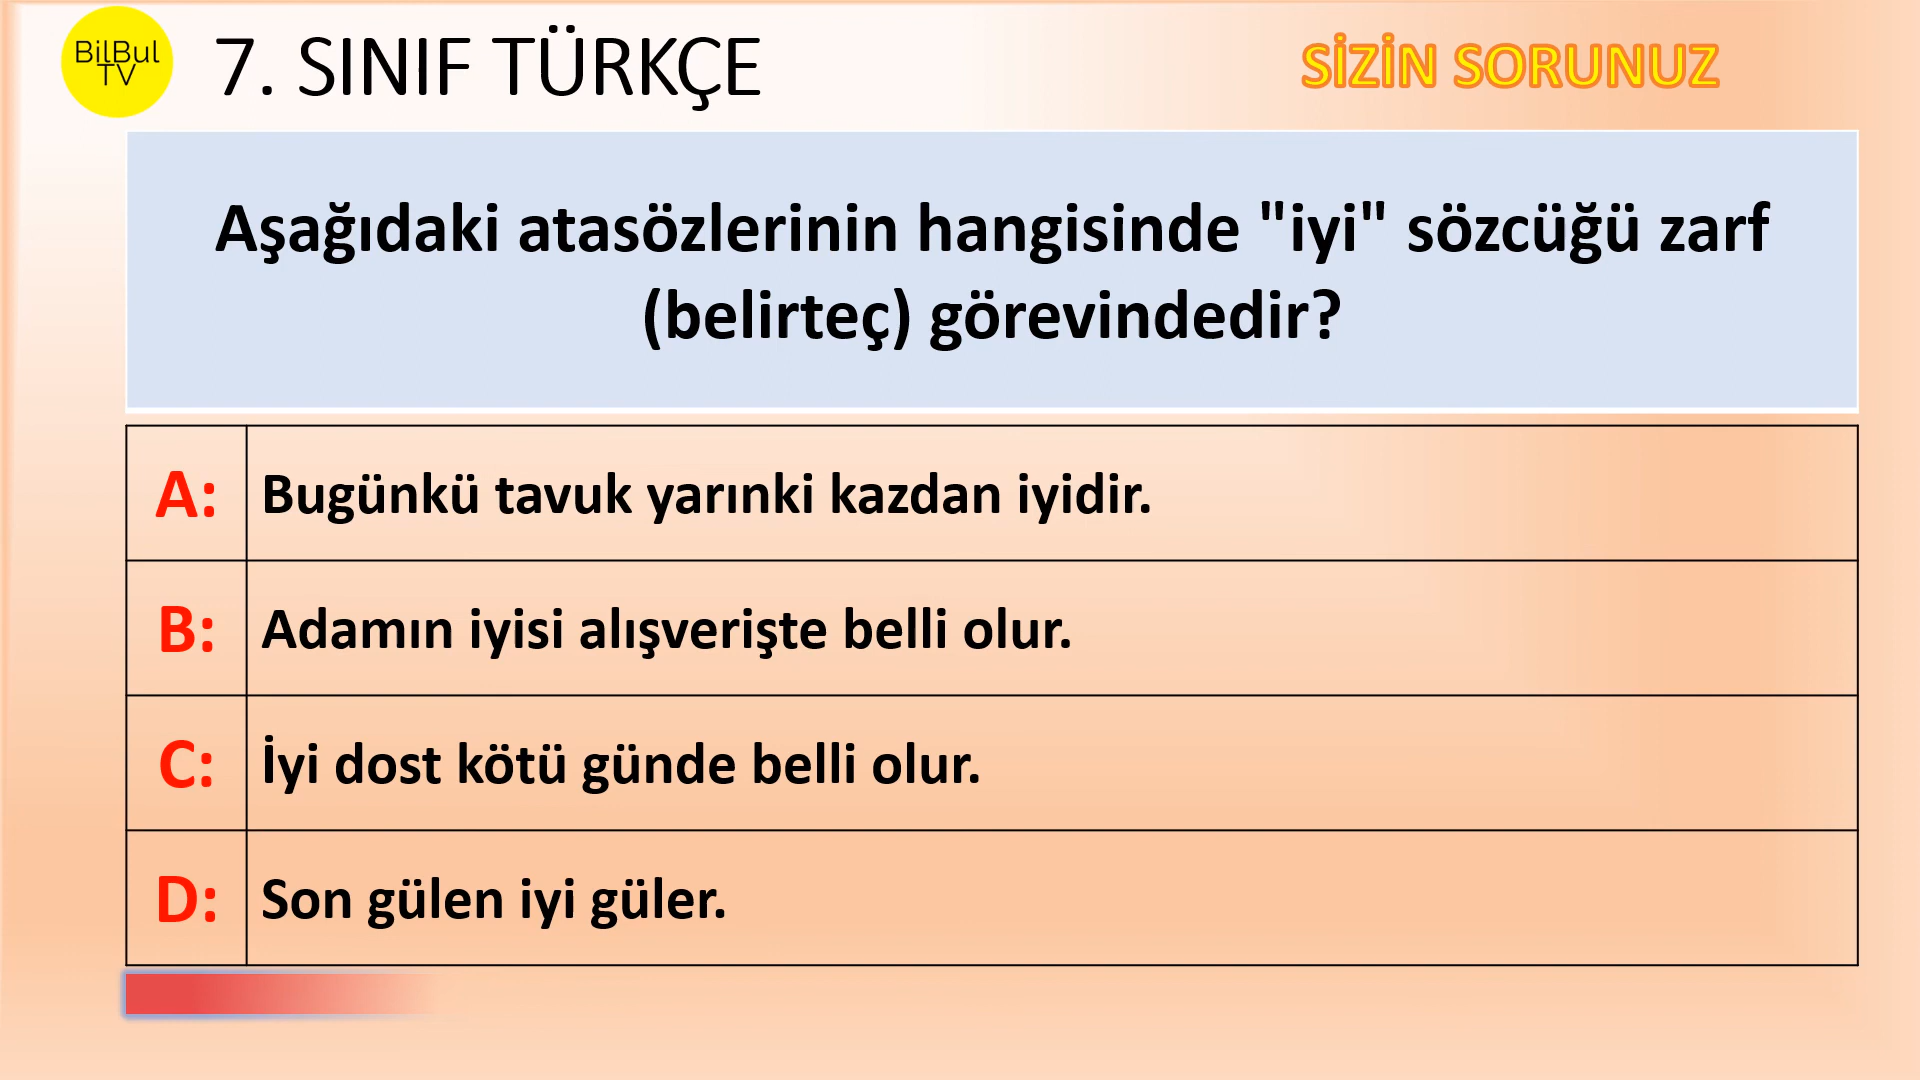 BilBul
TV
7. SINIF TÜRKÇE
SİZİN SORUNUZ
Aşağıdaki atasözlerinin hangisinde "iyi" sözcüğü zarf
(belirteç) görevindedir?
A: Bugünkü tavuk yarınki kazdan iyidir.
B: Adamın iyisi alışverişte belli olur.
C: İyi dost kötü günde belli olur.
D: Son gülen iyi güler.